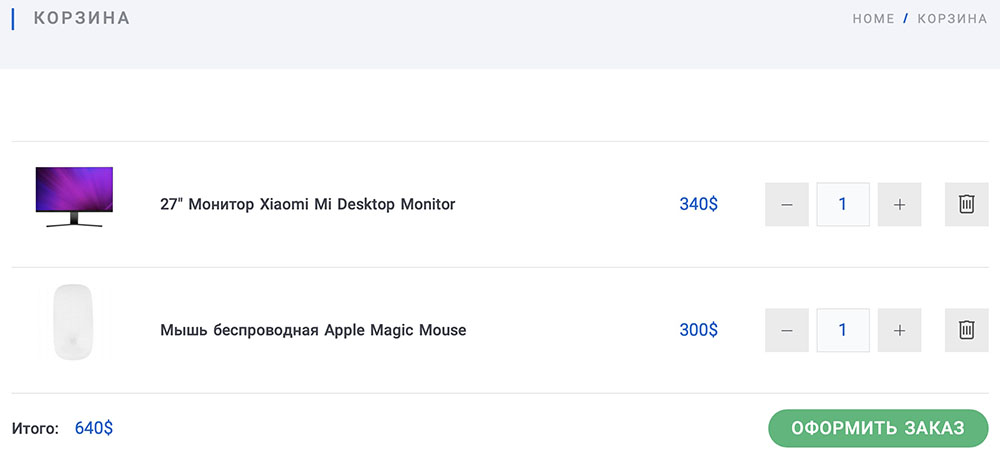 КОРЗИНА
HOME / КОРЗИНА
27" Монитор Xiaomi Mi Desktop Monitor 340$ − 1 +
Мышь беспроводная Apple Magic Mouse 300$ − 1 +
Итого: 640$ ОФОРМИТЬ ЗАКАЗ